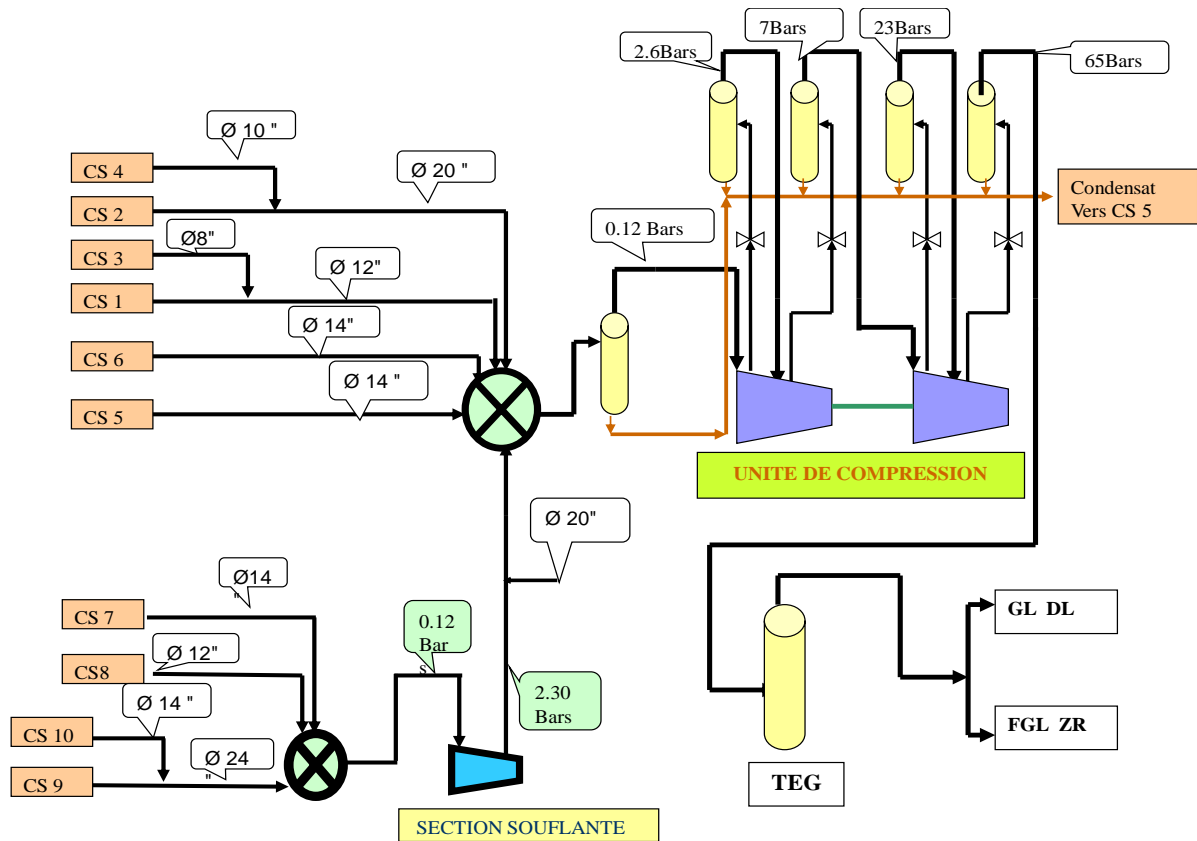 7Bars
23Bars
2.6Bars
65Bars
Ø 10 "
CS 4
Ø 20 "
CS 2
Condensat
Vers CS 5
Ø8"
0.12 Bars
CS 3
Ø 12"
CS 1
Ø 14"
CS 6
Ø 14 "
CS 5
UNITE DE COMPRESSION
Ø 20"
Ø14
"
CS 7
0.12
Bar
s
GL DL
Ø 12"
CS8
2.30
Bars
Ø 14 "
CS 10
FGL ZR
Ø 24
"
CS 9
TEG
SECTION SOUFLANTE